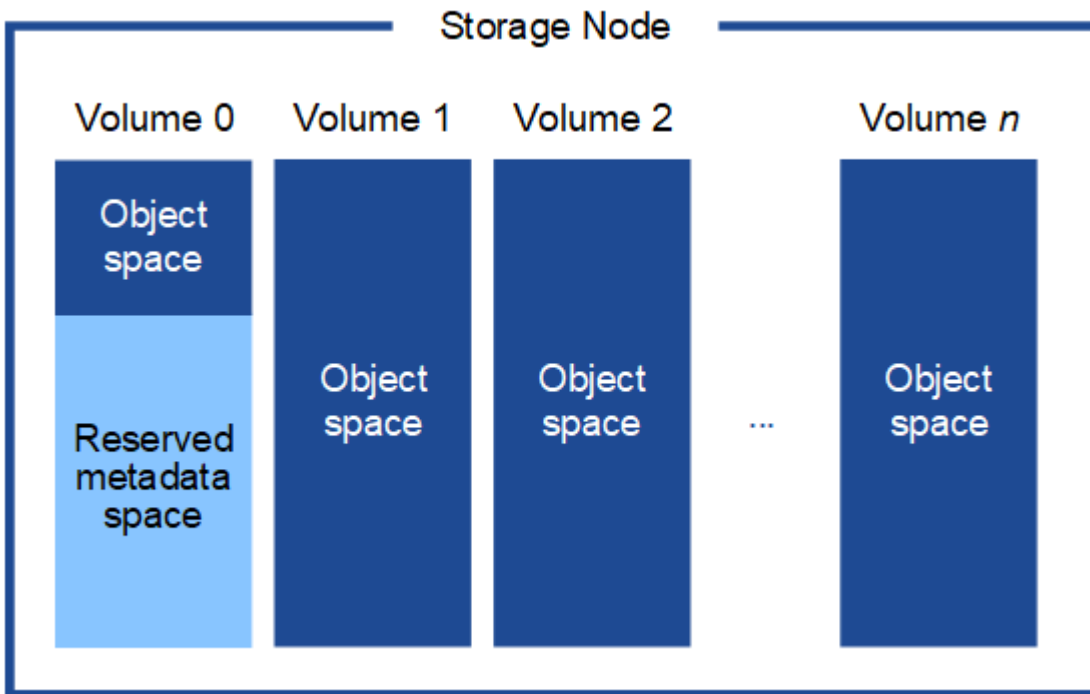 Storage Node
Volume 0
Volume 1
Volume 2
Volume n
Object
space
Reserved
metadata
space
Object
space
Object
space
...
Object
space